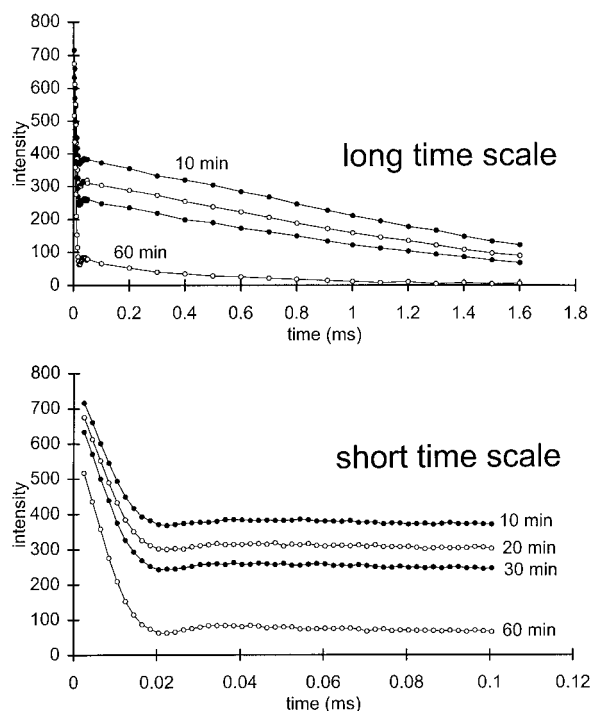 800
700
600
500
400
300
200
100
0
intensity
10 min
60 min
long time scale
0 0.2 0.4 0.6 0.8 1 1.2 1.4 1.6 1.8
time (ms)
800
700
600
500
400
300
200
100
0
intensity
short time scale
10 min
20 min
30 min
60 min
0 0.02 0.04 0.06 0.08 0.1 0.12
time (ms)